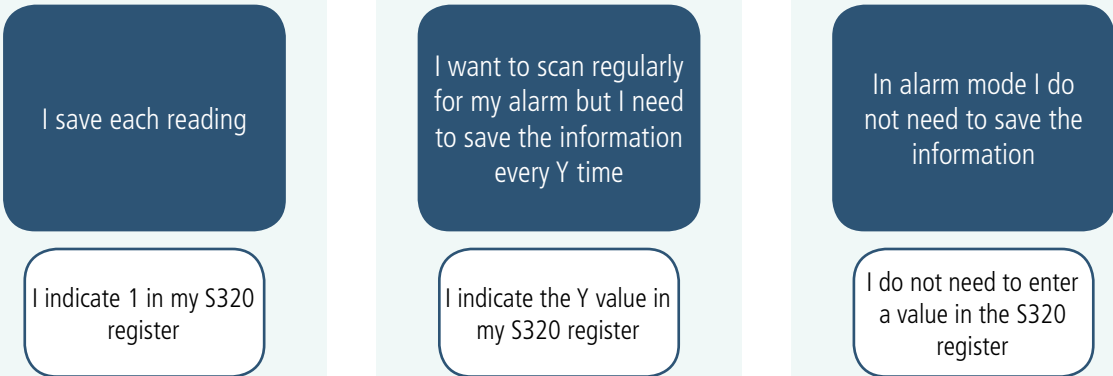 I save each reading
I want to scan regularly
for my alarm but I need
to save the information
every Y time
In alarm mode I do
not need to save the
information
I indicate 1 in my S320
register
I indicate the Y value in
my S320 register
I do not need to enter
a value in the S320
register